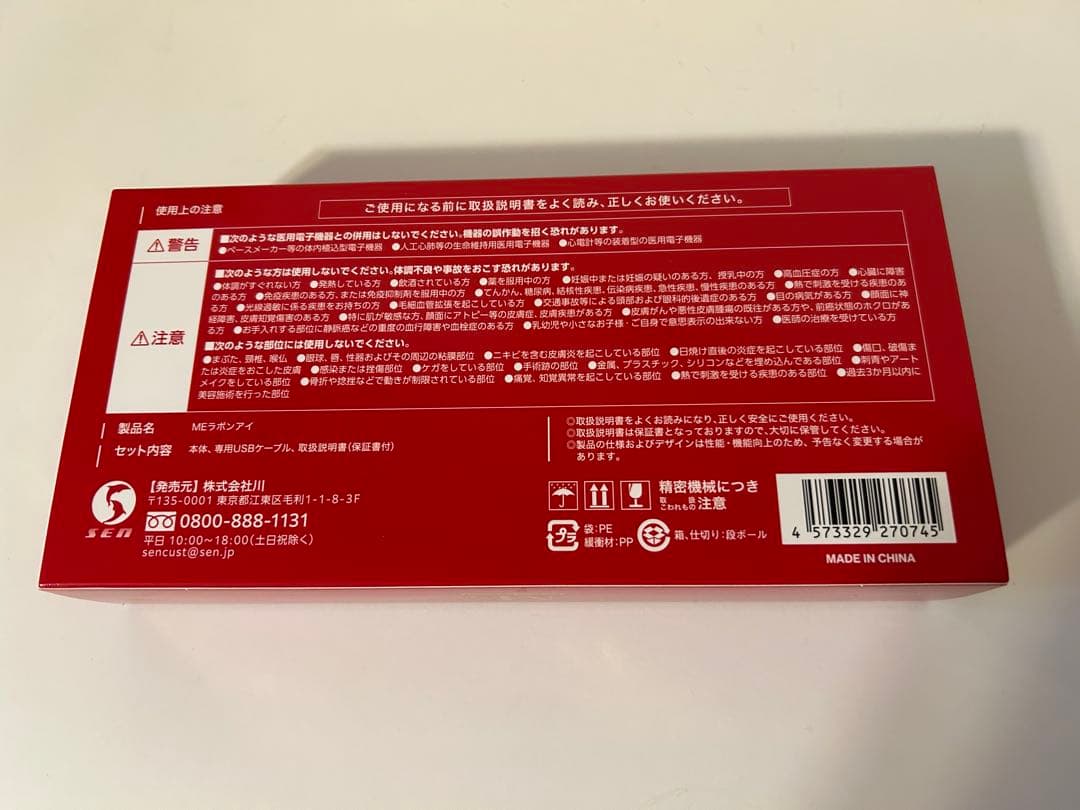 使用上の注意
ご使用になる前に取扱説明書をよく読み、正しくお使いください。
警告
■次のような医用電子機器との併用はしないでください。機器の誤作動を招く恐れがあります。
●ペースメーカー等の体内植込型電子機器 ●人工心肺等の生命維持用医用電子機器 ●心電計等の装着型の医用電子機器
注意
■次のような方は使用しないでください。体調不良や事故をおこす恐れがあります。
●体調がすぐれない方 ●発熱している方 ●飲酒されている方 ●薬を服用中の方 ●妊娠中または妊娠の疑いのある方、授乳中の方 ●高血圧症の方 ●心臓に障害
のある方 ●免疫疾患のある方、または免疫抑制剤を服用中の方 ●てんかん、糖尿病、結核性疾患、伝染病疾患、急性疾患、慢性疾患のある方 ●熱で刺激を受ける疾患のあ
る方 ●光線過敏に係る疾患をお持ちの方 ●毛細血管拡張を起こしている方 ●交通事故等による頭部および眼科的後遺症のある方 ●目の病気がある方 ●顔面に神
経障害、皮膚知覚傷害のある方 ●特に肌が敏感な方、顔面にアトピー等の皮膚症、皮膚疾患がある方 ●皮膚がんや悪性皮膚腫瘍の既往がある方や、前癌状態のホクロがあ
る方 ●お手入れする部位に静脈癌などの重度の血行障害や血栓症のある方 ●乳幼児や小さなお子様・ご自身で意思表示の出来ない方 ●医師の治療を受けている方
■次のような部位には使用しないでください。
●まぶた、頸椎、喉仏 ●眼球、唇、性器およびその周辺の粘膜部位 ●ニキビを含む皮膚炎を起こしている部位 ●日焼け直後の炎症を起こしている部位 ●傷口、破傷ま
たは炎症をおこした皮膚 ●感染または挫傷部位 ●ケガをしている部位 ●手術跡の部位 ●金属、プラスチック、シリコンなどを埋め込んである部位 ●刺青やアート
メイクをしている部位 ●骨折や捻挫などで動きが制限されている部位 ●痛覚、知覚異常を起こしている部位 ●熱で刺激を受ける疾患のある部位 ●過去3か月以内に
美容施術を行った部位
製品名 MEラボンアイ
セット内容 本体、専用USBケーブル、取扱説明書(保証書付)
◎取扱説明書をよくお読みになり、正しく安全にご使用ください。
◎取扱説明書は保証書となっておりますので、大切に保管してください。
◎製品の仕様およびデザインは性能・機能向上のため、予告なく変更する場合が
あります。
SEN
【発売元】株式会社川
〒135-0001 東京都江東区毛利1-1-8-3F
0800-888-1131
平日 10:00~18:00(土日祝除く)
sencust@sen.jp
精密機械につき
取扱
こわれもの注意
プラ
袋:PE
緩衝材:PP
箱、仕切り:段ボール
4 573329 270745
MADE IN CHINA